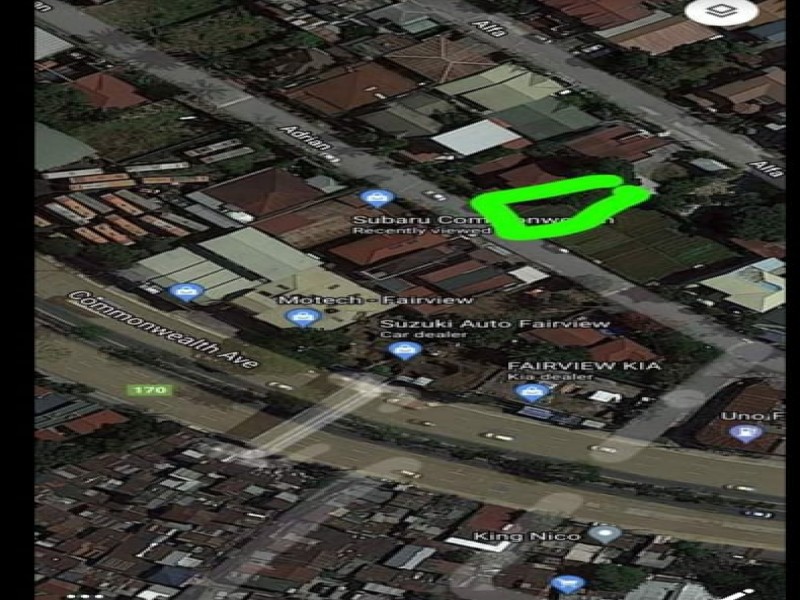 Alfa
Adrian
Alfa
Subaru Com
Recently viewed
Motech - Fairview
Suzuki Auto Fairview
Car dealer
Commonwealth Ave
FAIRVIEW KIA
Kia dealer
170
Uno F
King Nico